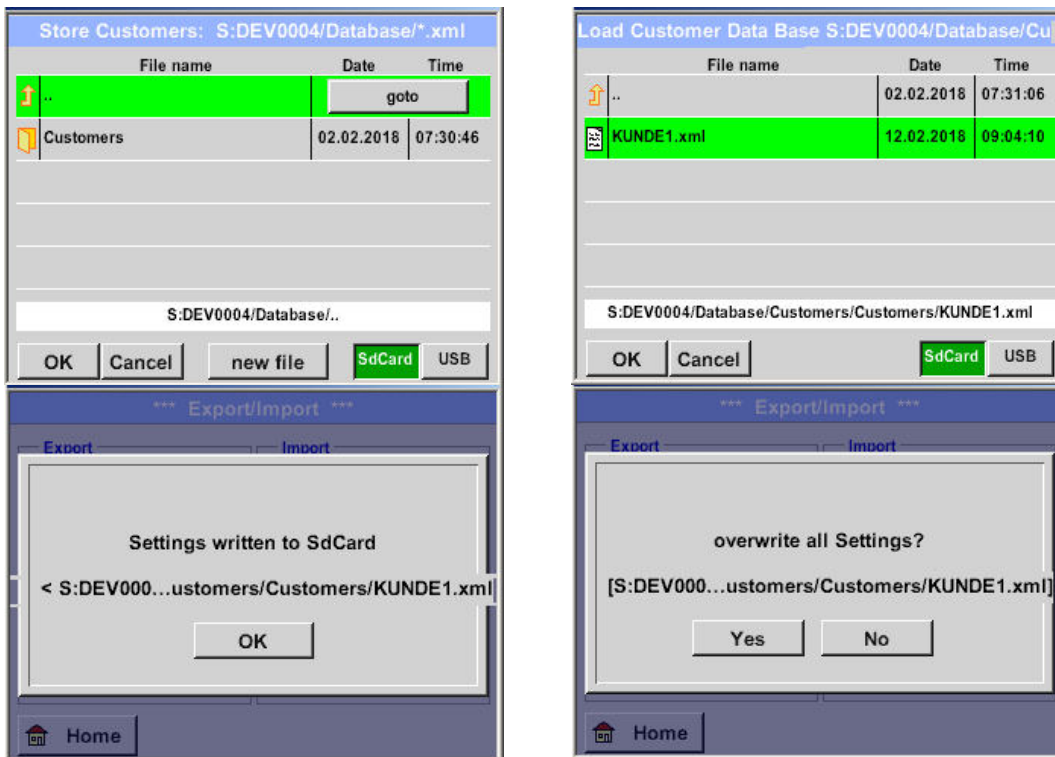 Store Customers: S:DEV0004/Database/*.xml
File name Date Time
.. goto
Customers 02.02.2018 07:30:46
S:DEV0004/Database/..
OK Cancel new file SdCard USB
*** Export/Import ***
Export Import
Settings written to SdCard
< S:DEV000...ustomers/Customers/KUNDE1.xml
OK
Home
Load Customer Data Base S:DEV0004/Database/Cu
File name Date Time
.. 02.02.2018 07:31:06
KUNDE1.xml 12.02.2018 09:04:10
S:DEV0004/Database/Customers/Customers/KUNDE1.xml
OK Cancel SdCard USB
*** Export/Import ***
Export Import
overwrite all Settings?
[S:DEV000...ustomers/Customers/KUNDE1.xml]
Yes No
Home